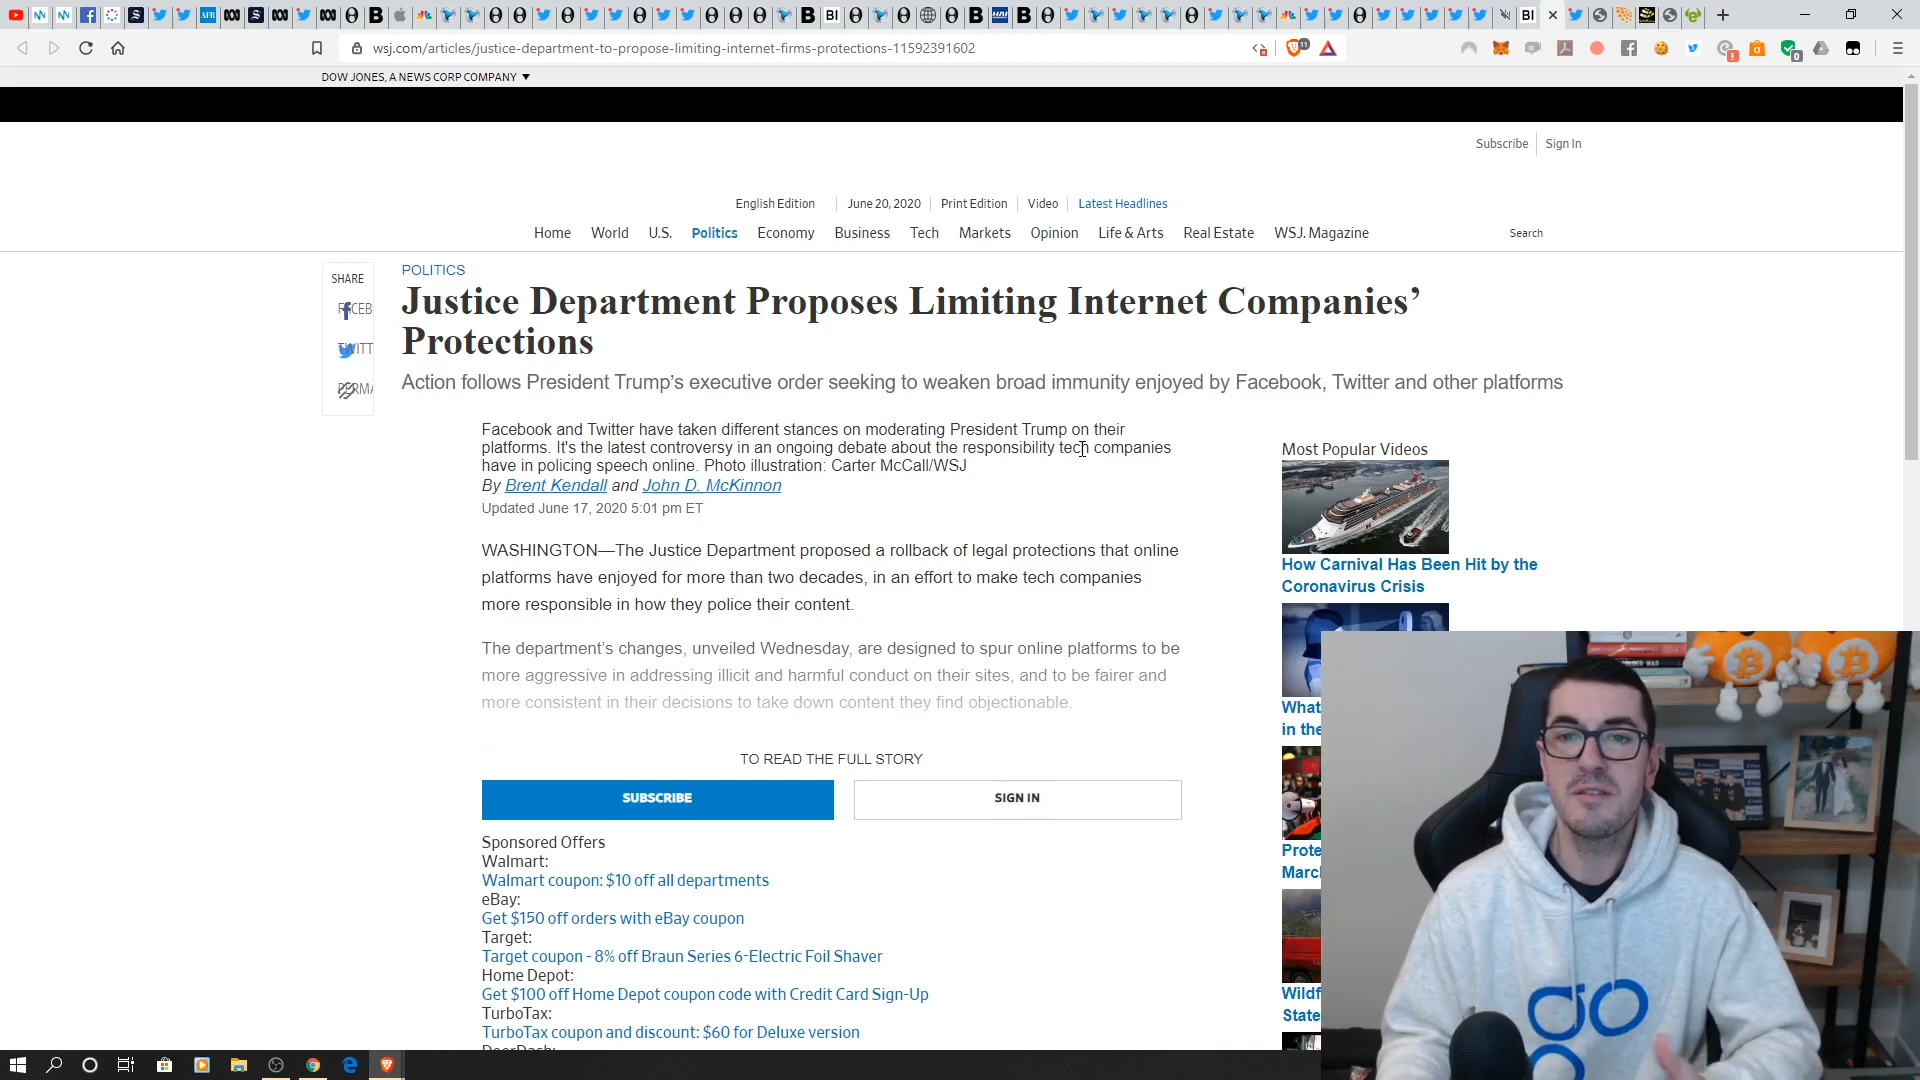 wsj.com/articles/justice-department-to-propose-limiting-internet-firms-protections-11592391602
DOW JONES, A NEWS CORP COMPANY
Subscribe
Sign In
English Edition
June 20, 2020
Print Edition
Video
Latest Headlines
Home
World
U.S.
Politics
Economy
Business
Tech
Markets
Opinion
Life & Arts
Real Estate
WSJ. Magazine
Search
SHARE
POLITICS
Justice Department Proposes Limiting Internet Companies’
Protections
Action follows President Trump’s executive order seeking to weaken broad immunity enjoyed by Facebook, Twitter and other platforms
Facebook and Twitter have taken different stances on moderating President Trump on their
platforms. It's the latest controversy in an ongoing debate about the responsibility tech companies
have in policing speech online. Photo illustration: Carter McCall/WSJ
By Brent Kendall and John D. McKinnon
Updated June 17, 2020 5:01 pm ET
WASHINGTON—The Justice Department proposed a rollback of legal protections that online
platforms have enjoyed for more than two decades, in an effort to make tech companies
more responsible in how they police their content.
The department’s changes, unveiled Wednesday, are designed to spur online platforms to be
more aggressive in addressing illicit and harmful conduct on their sites, and to be fairer and
more consistent in their decisions to take down content they find objectionable.
TO READ THE FULL STORY
SUBSCRIBE
SIGN IN
Sponsored Offers
Walmart:
Walmart coupon: $10 off all departments
eBay:
Get $150 off orders with eBay coupon
Target:
Target coupon - 8% off Braun Series 6-Electric Foil Shaver
Home Depot:
Get $100 off Home Depot coupon code with Credit Card Sign-Up
TurboTax:
TurboTax coupon and discount: $60 for Deluxe version
Most Popular Videos
How Carnival Has Been Hit by the
Coronavirus Crisis
What
in the